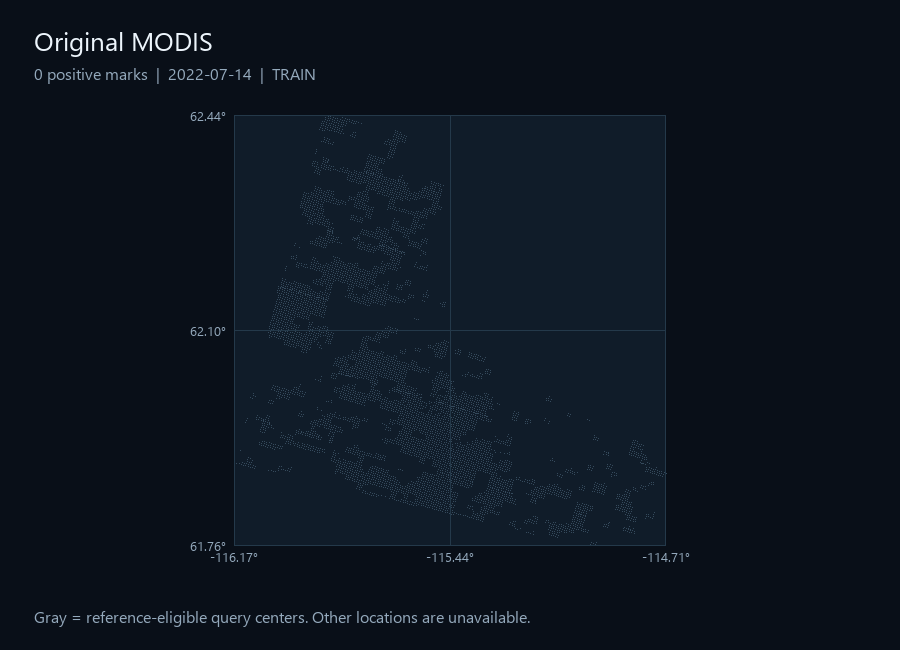 Original MODIS
0 positive marks | 2022-07-14 | TRAIN
62.44°
62.10°
61.76°
-116.17° -115.44° -114.71°
Gray = reference-eligible query centers. Other locations are unavailable.